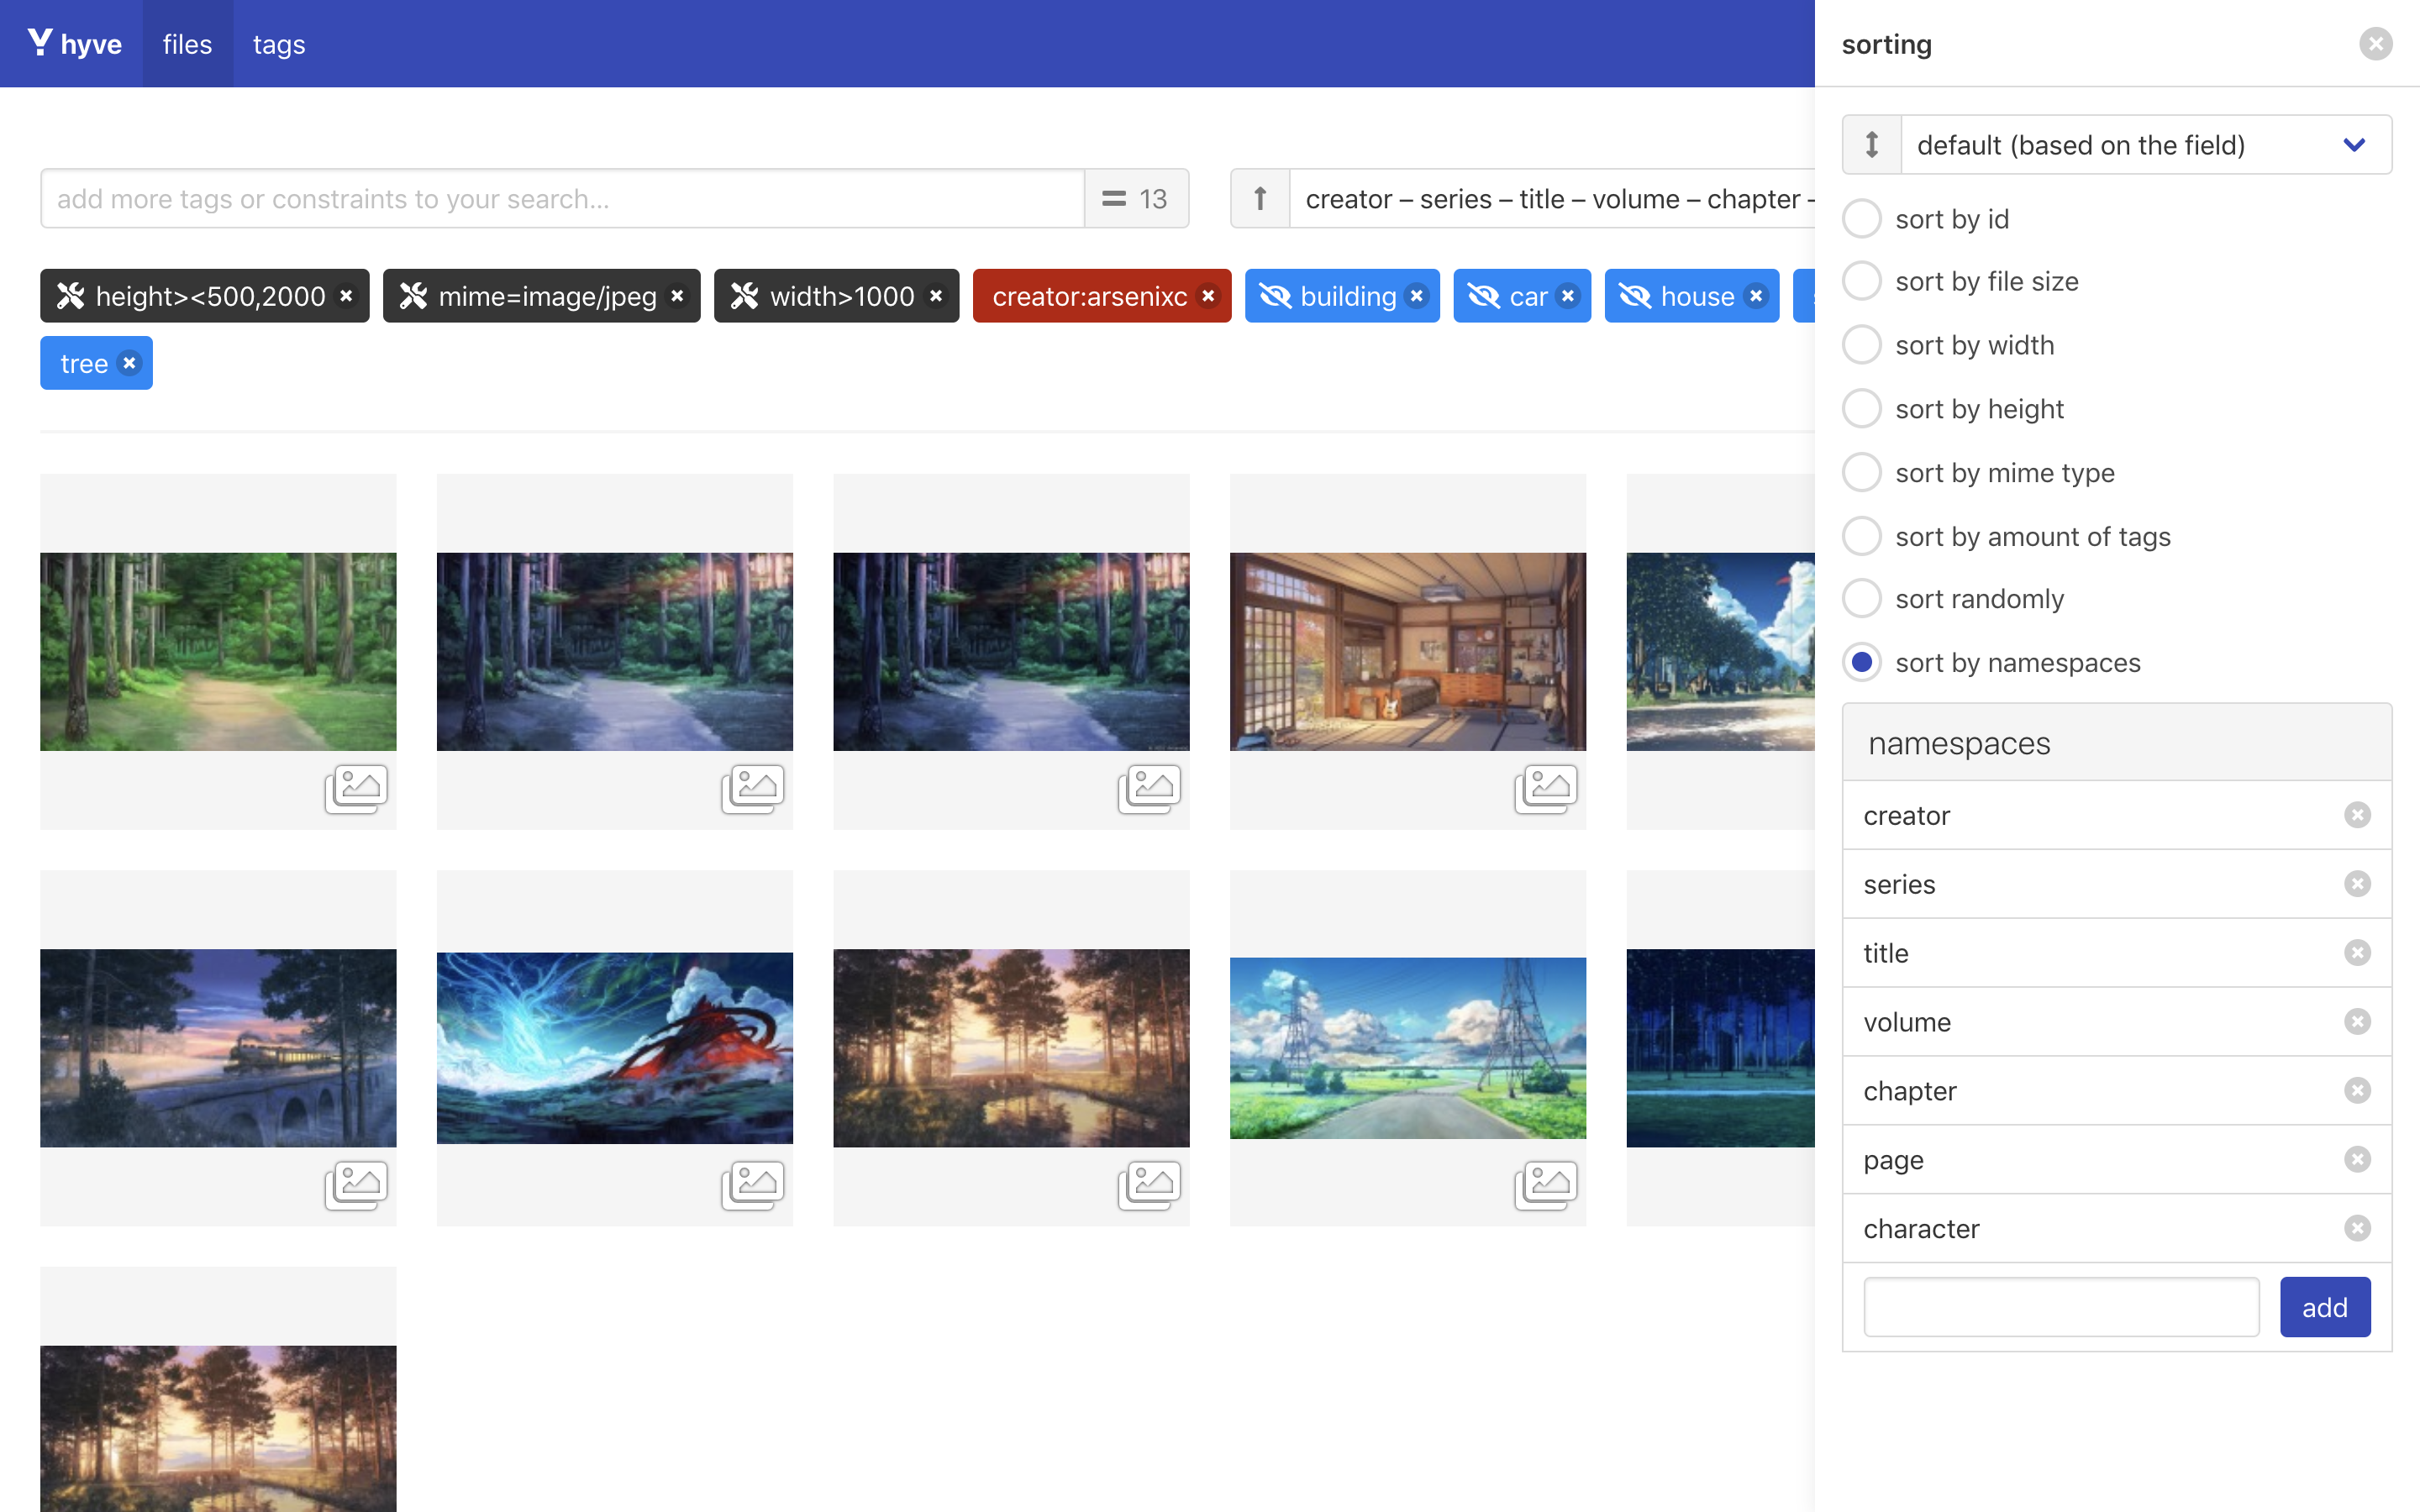 hyve files tags
sorting
default (based on the field)
add more tags or constraints to your search...
13
creator – series – title – volume – chapter –
height><500,2000
mime=image/jpeg
width>1000
creator:arsenixc
building
car
house
tree
sort by id
sort by file size
sort by width
sort by height
sort by mime type
sort by amount of tags
sort randomly
sort by namespaces
namespaces
creator
series
title
volume
chapter
page
character
add